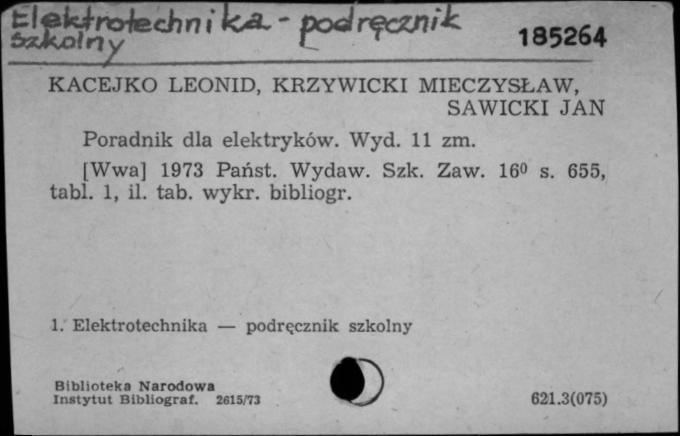 Elektrotechnika - podręcznik
szkolny
185264
KACEJKO LEONID, KRZYWICKI MIECZYSŁAW,
SAWICKI JAN
Poradnik dla elektryków. Wyd. 11 zm.
[Wwa] 1973 Państ. Wydaw. Szk. Zaw. 16⁰ s. 655,
tabl. 1, il. tab. wykr. bibliogr.
1. Elektrotechnika — podręcznik szkolny
Biblioteka Narodowa
Instytut Bibliograf. 2615/73
621.3(075)